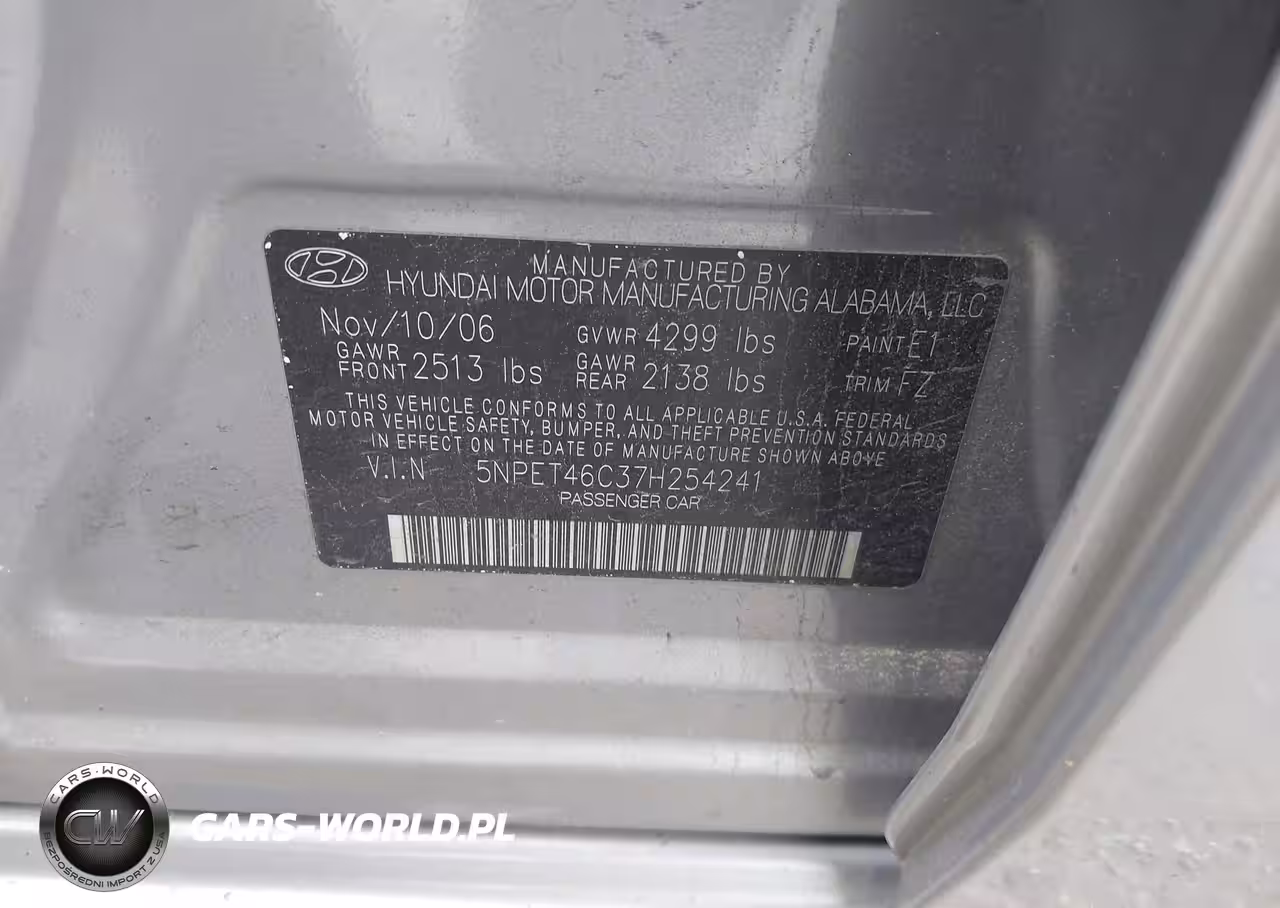 MANUFACTURED BY
HYUNDAI MOTOR MANUFACTURING ALABAMA, LLC
Nov/10/06 GVWR 4299 lbs PAINT E1
GAWR FRONT 2513 lbs GAWR REAR 2138 lbs TRIM FZ
THIS VEHICLE CONFORMS TO ALL APPLICABLE U.S.A. FEDERAL
MOTOR VEHICLE SAFETY, BUMPER, AND THEFT PREVENTION STANDARDS
IN EFFECT ON THE DATE OF MANUFACTURE SHOWN ABOVE
V.I.N 5NPET46C37H254241
PASSENGER CAR
CARS-WORLD
CW
BEZPOŚREDNI IMPORT Z USA
CARS-WORLD.PL